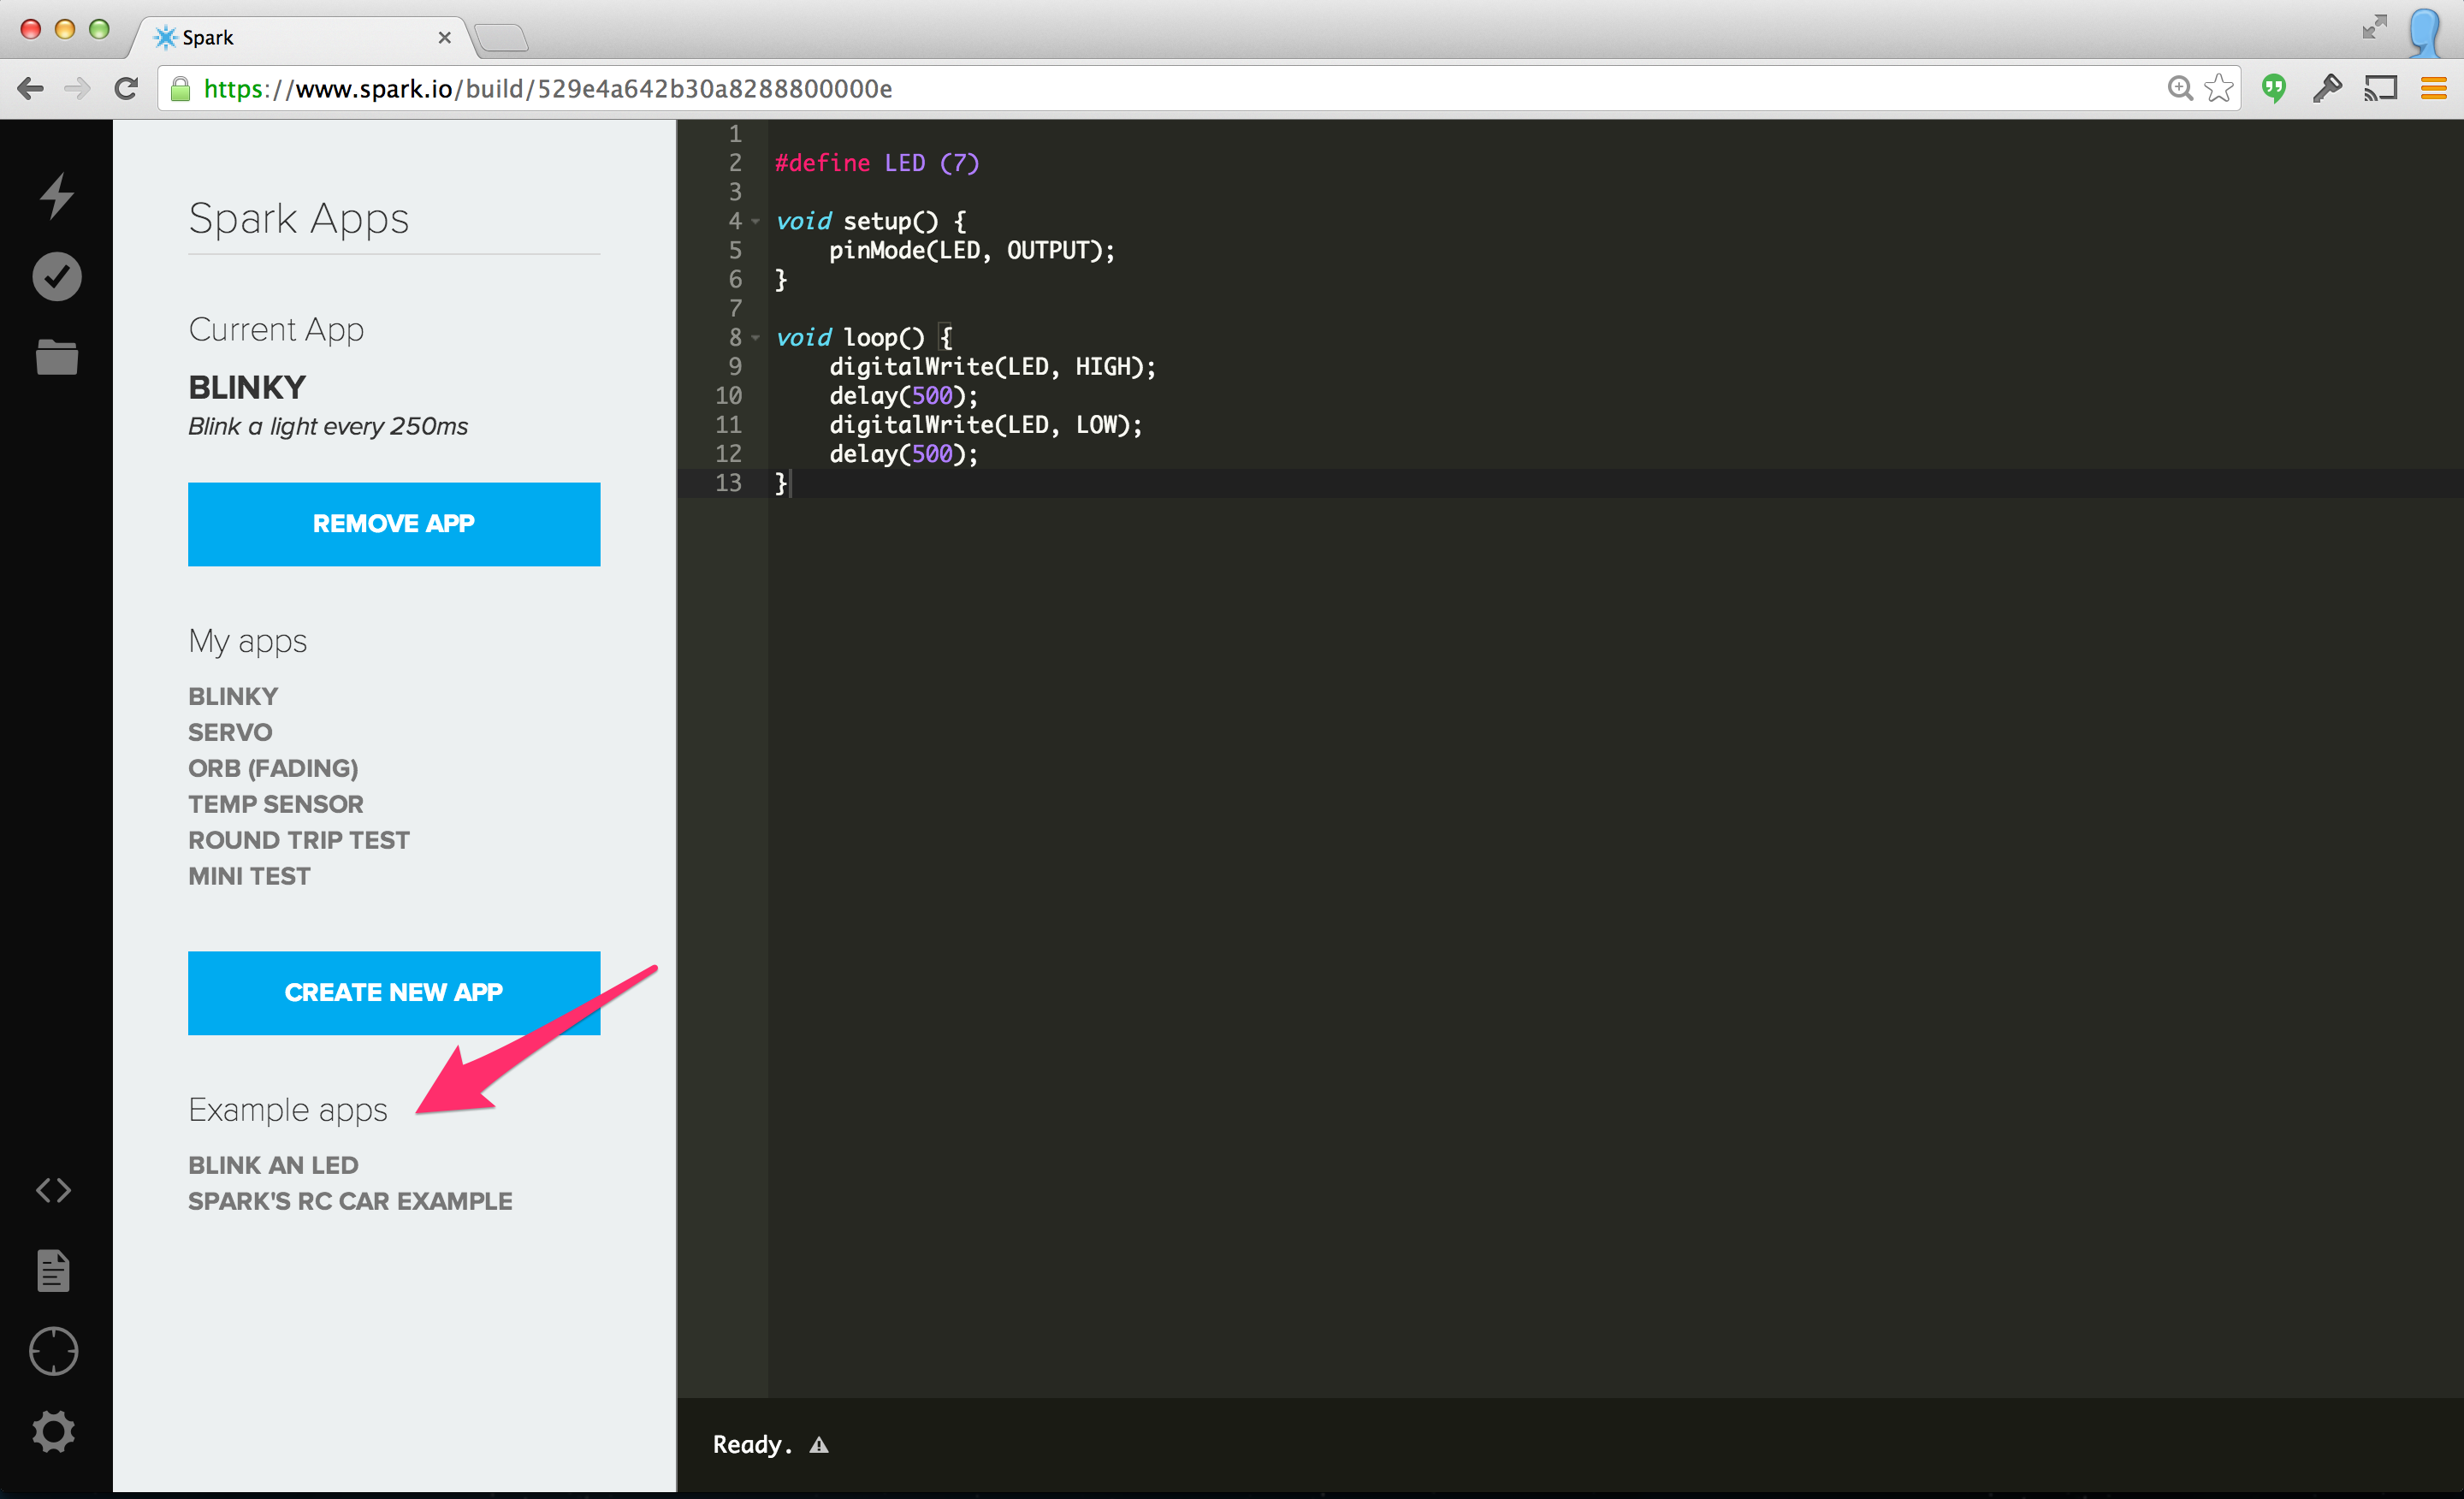 Spark
https://www.spark.io/build/529e4a642b30a8288800000e
Spark Apps
Current App
BLINKY
Blink a light every 250ms
REMOVE APP
My apps
BLINKY
SERVO
ORB (FADING)
TEMP SENSOR
ROUND TRIP TEST
MINI TEST
CREATE NEW APP
Example apps
BLINK AN LED
SPARK'S RC CAR EXAMPLE
1
2 #define LED (7)
3
4 void setup() {
5     pinMode(LED, OUTPUT);
6 }
7
8 void loop() {
9     digitalWrite(LED, HIGH);
10     delay(500);
11     digitalWrite(LED, LOW);
12     delay(500);
13 }
Ready.